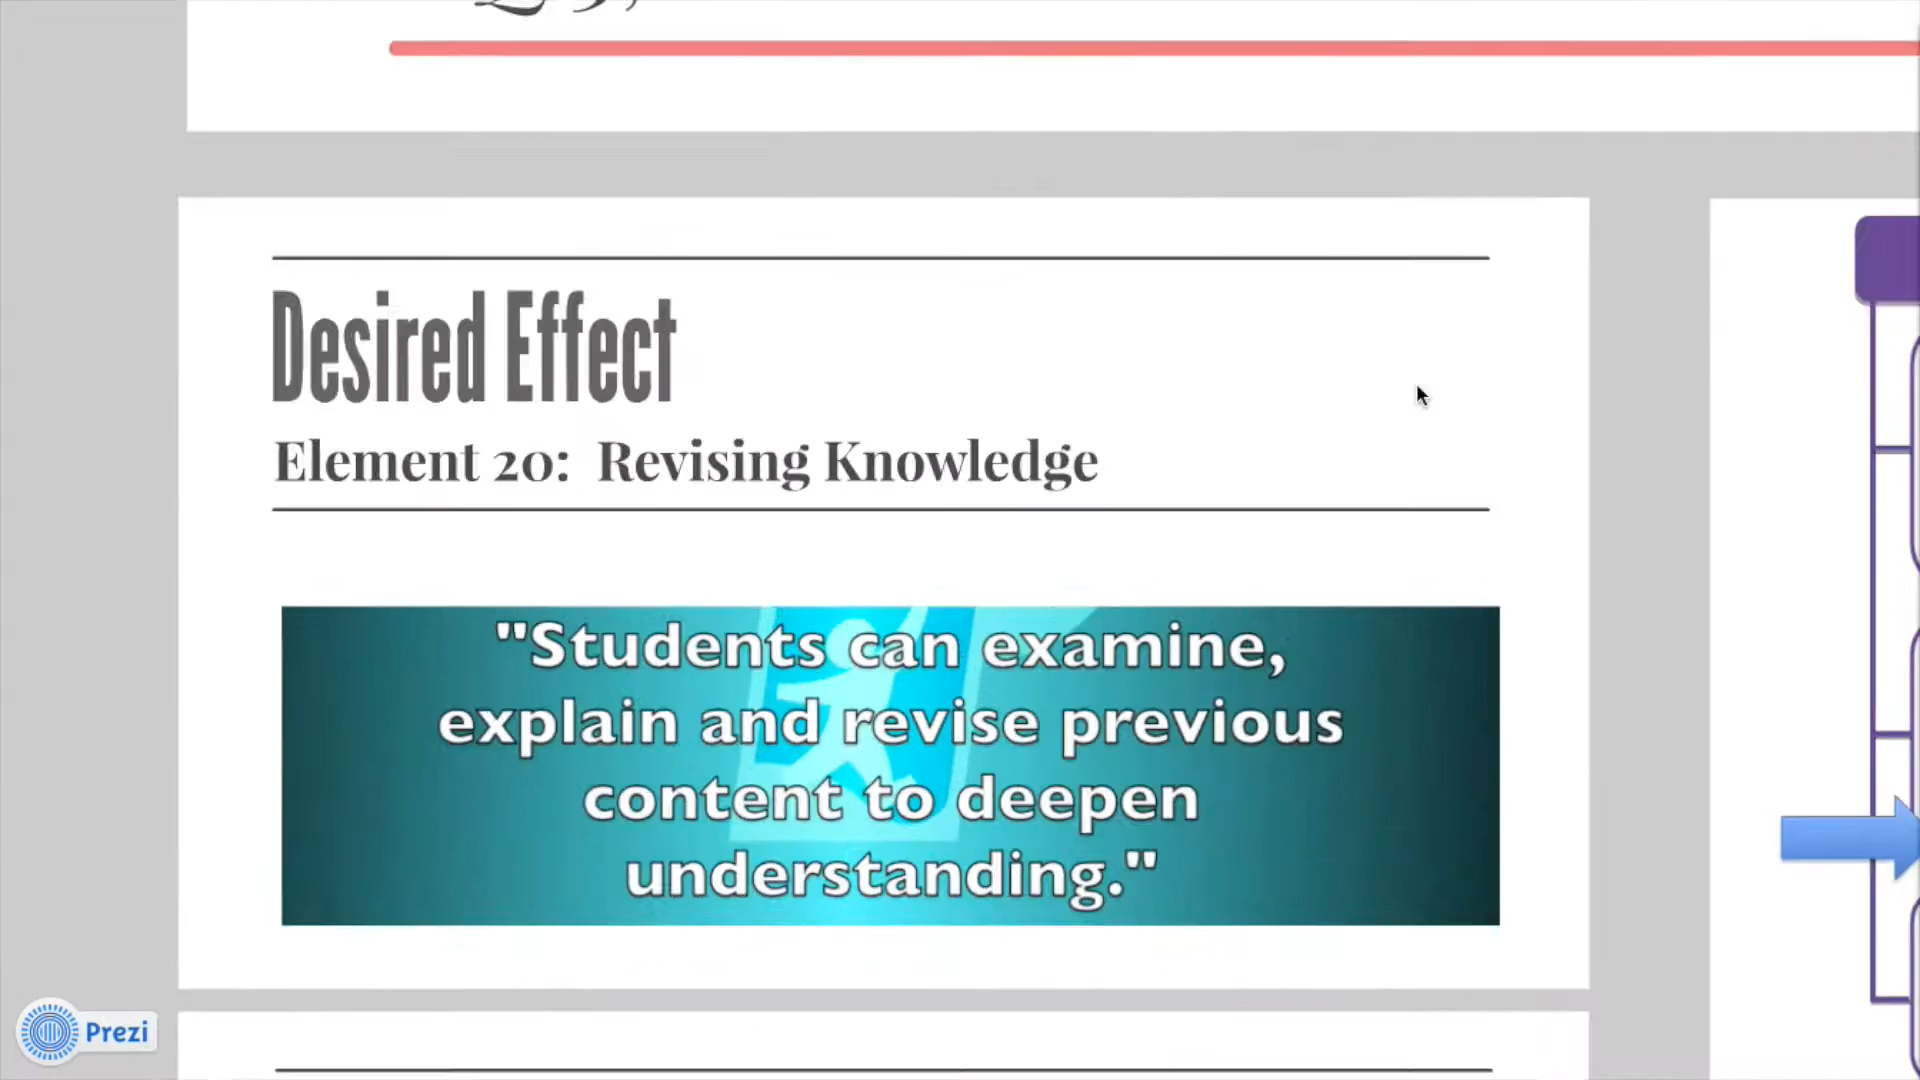 Desired Effect
Element 20: Revising Knowledge
"Students can examine,
explain and revise previous
content to deepen
understanding."
Prezi